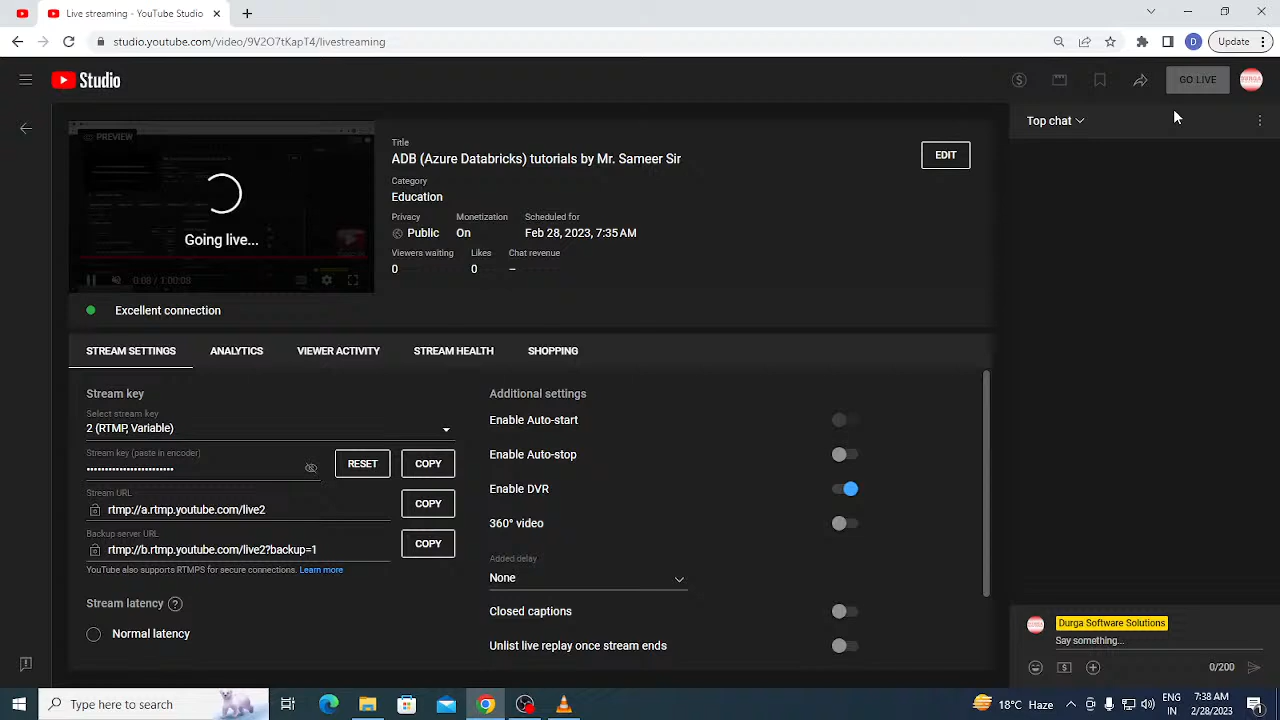 Live streaming - YouTube Studio
studio.youtube.com/video/9V2O7tKapT4/livestreaming
D
Update
Studio
GO LIVE
DURGA
PREVIEW
Going live...
0:08 / 1:00:08
Title
ADB (Azure Databricks) tutorials by Mr. Sameer Sir
EDIT
Category
Education
Privacy
Monetization
Scheduled for
Public
On
Feb 28, 2023, 7:35 AM
Viewers waiting
Likes
Chat revenue
0
0
–
Top chat
Excellent connection
STREAM SETTINGS
ANALYTICS
VIEWER ACTIVITY
STREAM HEALTH
SHOPPING
Stream key
Select stream key
2 (RTMP, Variable)
Stream key (paste in encoder)
••••••••••••••••••••••••
RESET
COPY
Stream URL
rtmp://a.rtmp.youtube.com/live2
COPY
Backup server URL
rtmp://b.rtmp.youtube.com/live2?backup=1
COPY
YouTube also supports RTMPS for secure connections. Learn more
Stream latency
Normal latency
Additional settings
Enable Auto-start
Enable Auto-stop
Enable DVR
360° video
Added delay
None
Closed captions
Unlist live replay once stream ends
Durga Software Solutions
Say something...
0/200
Type here to search
18°C Haze
ENG
IN
7:38 AM
2/28/2023